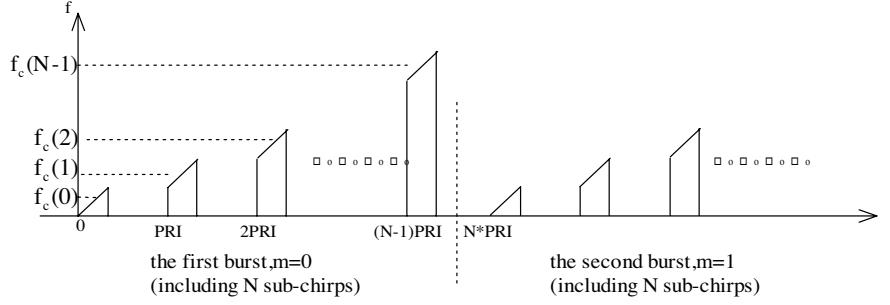 f
f_c(N-1)
f_c(2)
f_c(1)
f_c(0)
□ o □ o □ o o
□ o □ o □ o □ o
0
PRI
2PRI
(N-1)PRI
N*PRI
the first burst,m=0
(including N sub-chirps)
the second burst,m=1
(including N sub-chirps)